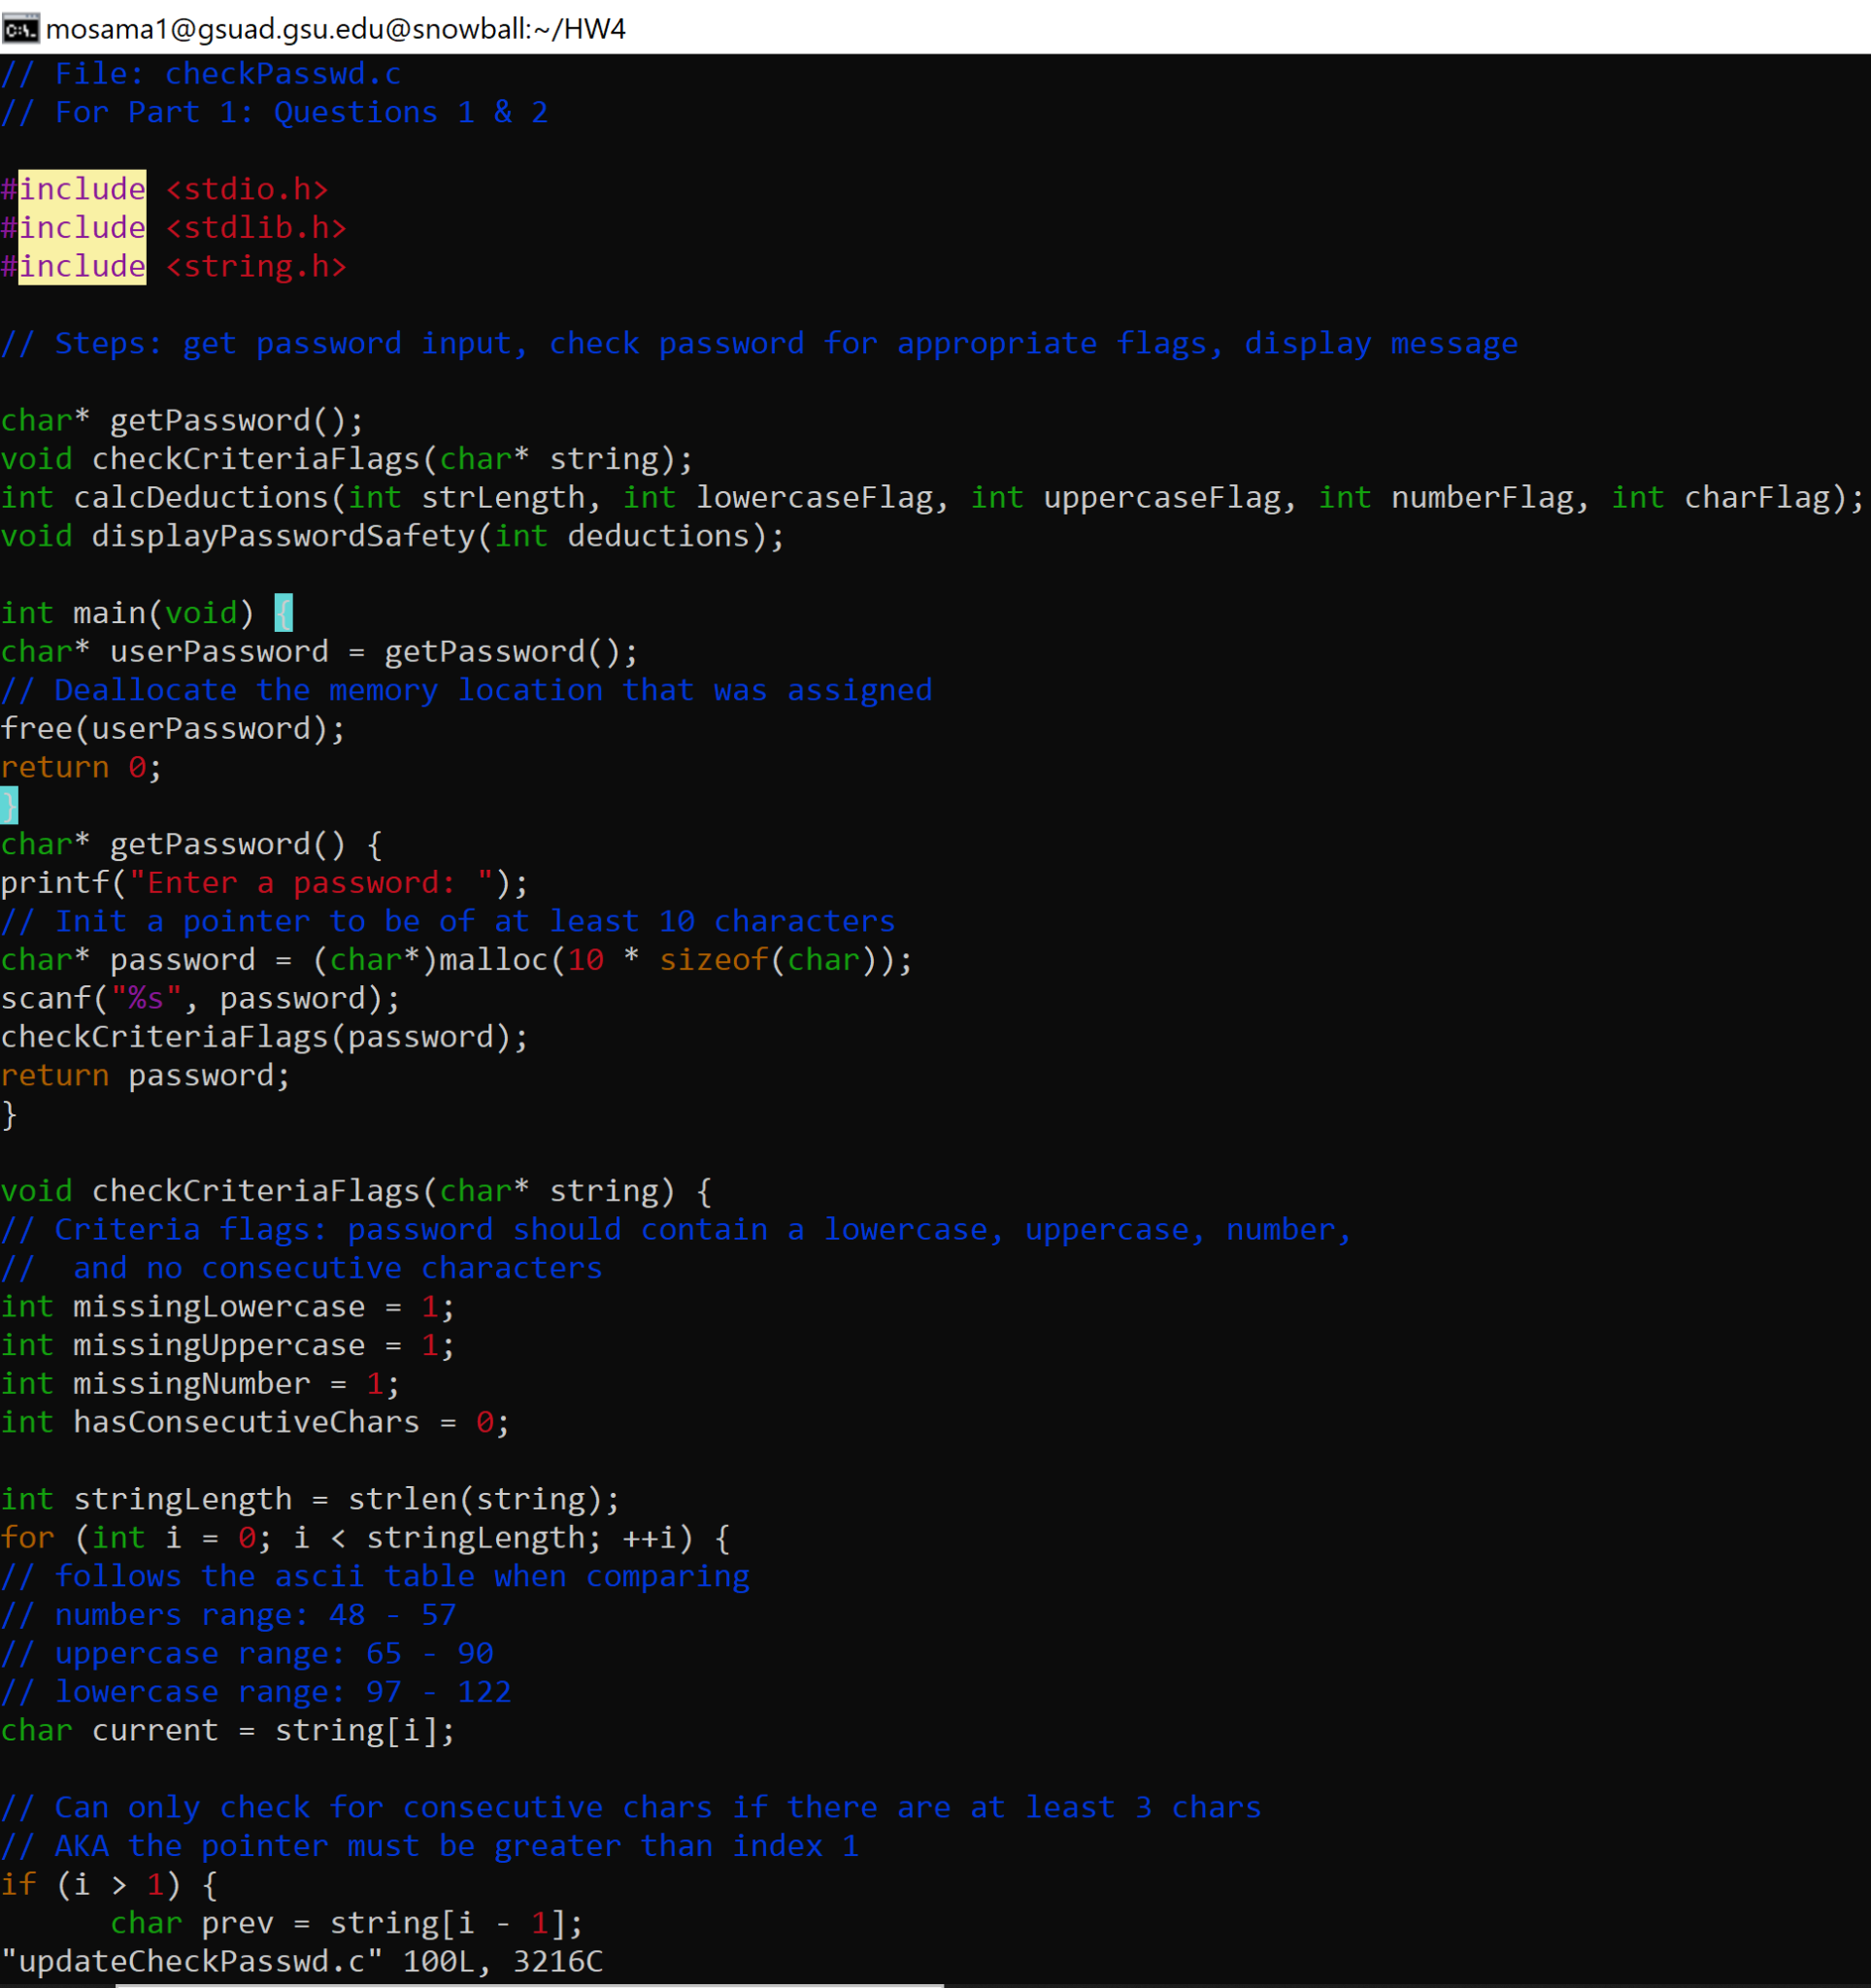 mosama1@gsuad.gsu.edu@snowball:~/HW4
// File: checkPasswd.c
// For Part 1: Questions 1 & 2
#include <stdio.h>
#include <stdlib.h>
#include <string.h>
// Steps: get password input, check password for appropriate flags, display message
char* getPassword();
void checkCriteriaFlags(char* string);
int calcDeductions(int strLength, int lowercaseFlag, int uppercaseFlag, int numberFlag, int charFlag);
void displayPasswordSafety(int deductions);
int main(void) {
char* userPassword = getPassword();
// Deallocate the memory location that was assigned
free(userPassword);
return 0;
}
char* getPassword() {
printf("Enter a password: ");
// Init a pointer to be of at least 10 characters
char* password = (char*)malloc(10 * sizeof(char));
scanf("%s", password);
checkCriteriaFlags(password);
return password;
}
void checkCriteriaFlags(char* string) {
// Criteria flags: password should contain a lowercase, uppercase, number,
//  and no consecutive characters
int missingLowercase = 1;
int missingUppercase = 1;
int missingNumber = 1;
int hasConsecutiveChars = 0;
int stringLength = strlen(string);
for (int i = 0; i < stringLength; ++i) {
// follows the ascii table when comparing
// numbers range: 48 - 57
// uppercase range: 65 - 90
// lowercase range: 97 - 122
char current = string[i];
// Can only check for consecutive chars if there are at least 3 chars
// AKA the pointer must be greater than index 1
if (i > 1) {
      char prev = string[i - 1];
"updateCheckPasswd.c" 100L, 3216C